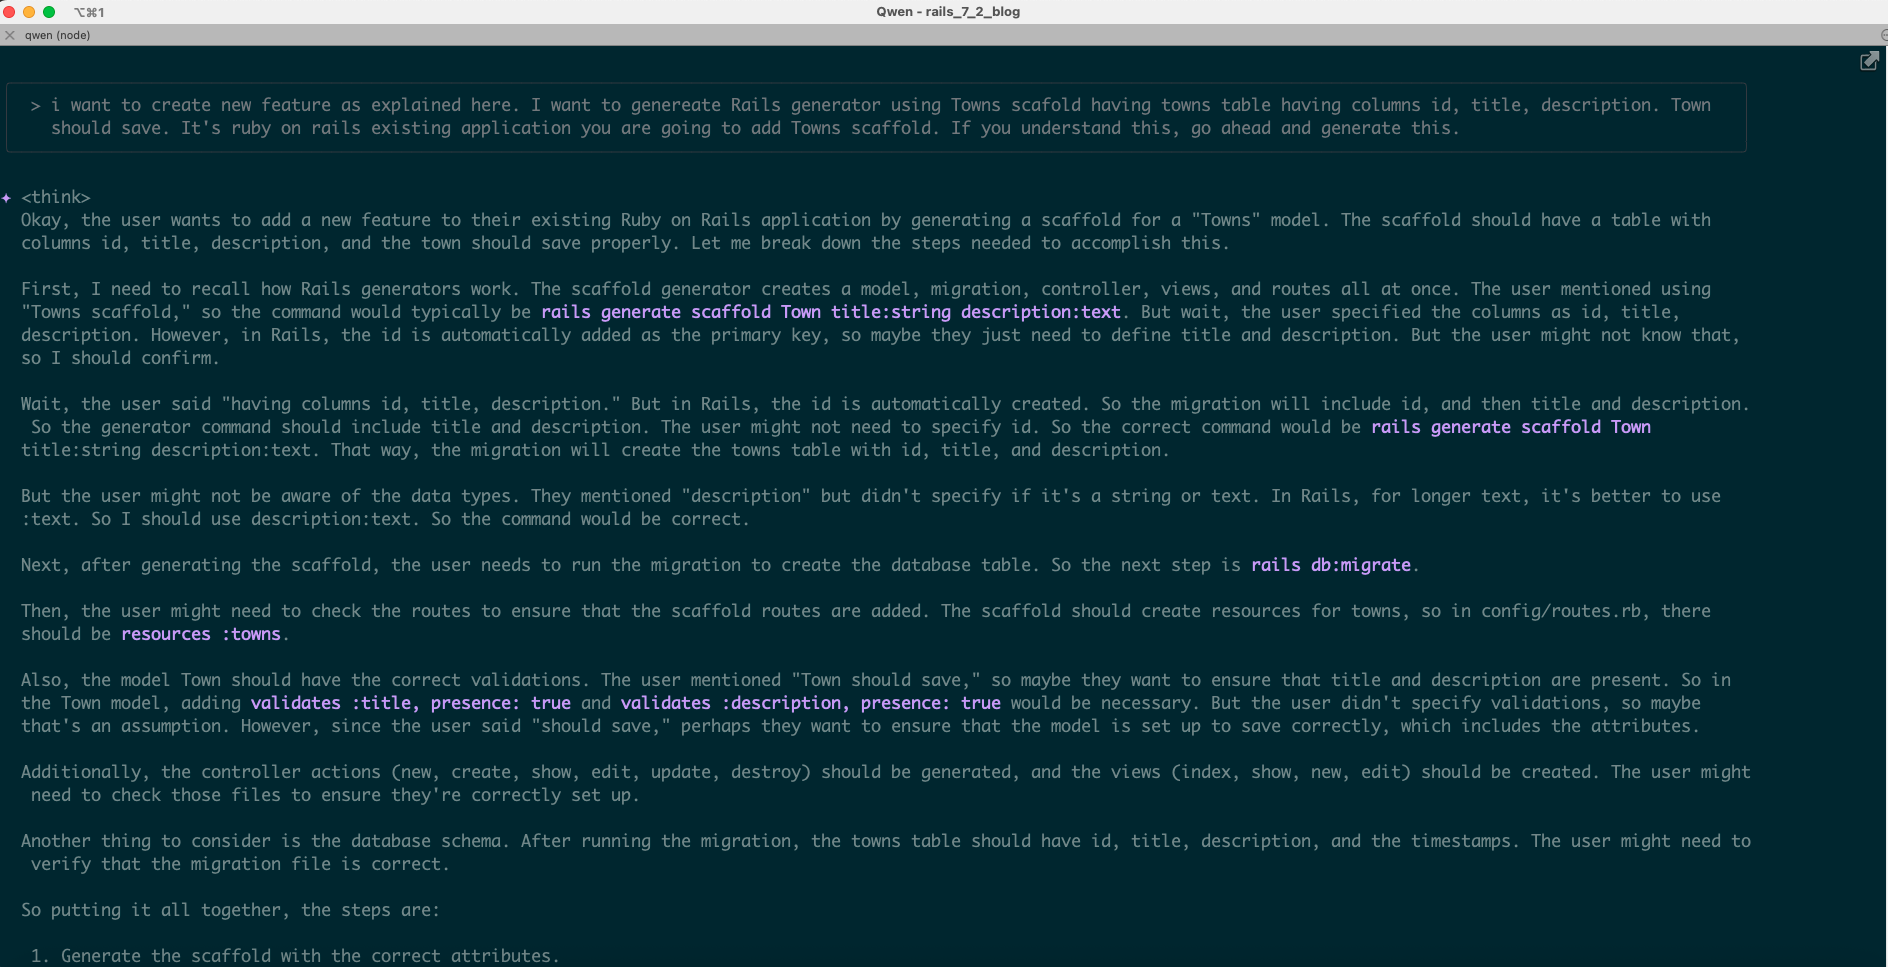 ⌥⌘1
Qwen - rails_7_2_blog
qwen (node)
> i want to create new feature as explained here. I want to genereate Rails generator using Towns scafold having towns table having columns id, title, description. Town
should save. It's ruby on rails existing application you are going to add Towns scaffold. If you understand this, go ahead and generate this.
<think>
Okay, the user wants to add a new feature to their existing Ruby on Rails application by generating a scaffold for a "Towns" model. The scaffold should have a table with
columns id, title, description, and the town should save properly. Let me break down the steps needed to accomplish this.
First, I need to recall how Rails generators work. The scaffold generator creates a model, migration, controller, views, and routes all at once. The user mentioned using
"Towns scaffold," so the command would typically be rails generate scaffold Town title:string description:text. But wait, the user specified the columns as id, title,
description. However, in Rails, the id is automatically added as the primary key, so maybe they just need to define title and description. But the user might not know that,
so I should confirm.
Wait, the user said "having columns id, title, description." But in Rails, the id is automatically created. So the migration will include id, and then title and description.
So the generator command should include title and description. The user might not need to specify id. So the correct command would be rails generate scaffold Town
title:string description:text. That way, the migration will create the towns table with id, title, and description.
But the user might not be aware of the data types. They mentioned "description" but didn't specify if it's a string or text. In Rails, for longer text, it's better to use
:text. So I should use description:text. So the command would be correct.
Next, after generating the scaffold, the user needs to run the migration to create the database table. So the next step is rails db:migrate.
Then, the user might need to check the routes to ensure that the scaffold routes are added. The scaffold should create resources for towns, so in config/routes.rb, there
should be resources :towns.
Also, the model Town should have the correct validations. The user mentioned "Town should save," so maybe they want to ensure that title and description are present. So in
the Town model, adding validates :title, presence: true and validates :description, presence: true would be necessary. But the user didn't specify validations, so maybe
that's an assumption. However, since the user said "should save," perhaps they want to ensure that the model is set up to save correctly, which includes the attributes.
Additionally, the controller actions (new, create, show, edit, update, destroy) should be generated, and the views (index, show, new, edit) should be created. The user might
need to check those files to ensure they're correctly set up.
Another thing to consider is the database schema. After running the migration, the towns table should have id, title, description, and the timestamps. The user might need to
verify that the migration file is correct.
So putting it all together, the steps are:
1. Generate the scaffold with the correct attributes.